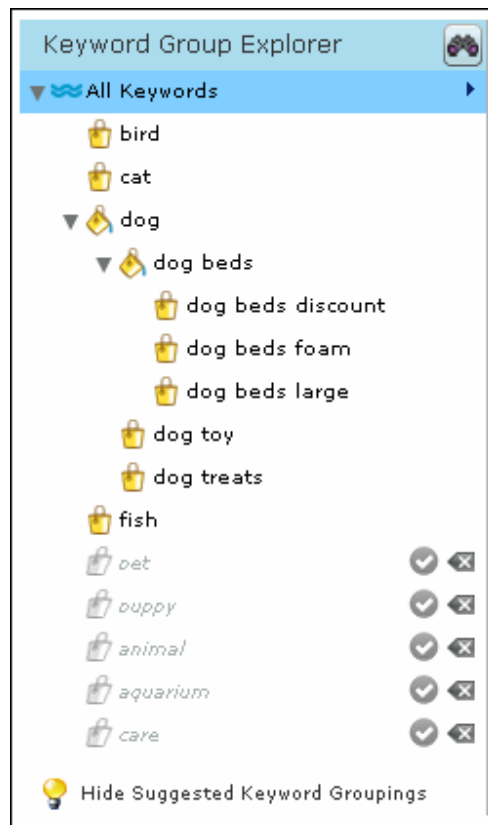 Keyword Group Explorer
All Keywords
bird
cat
dog
dog beds
dog beds discount
dog beds foam
dog beds large
dog toy
dog treats
fish
pet
puppy
animal
aquarium
care
Hide Suggested Keyword Groupings